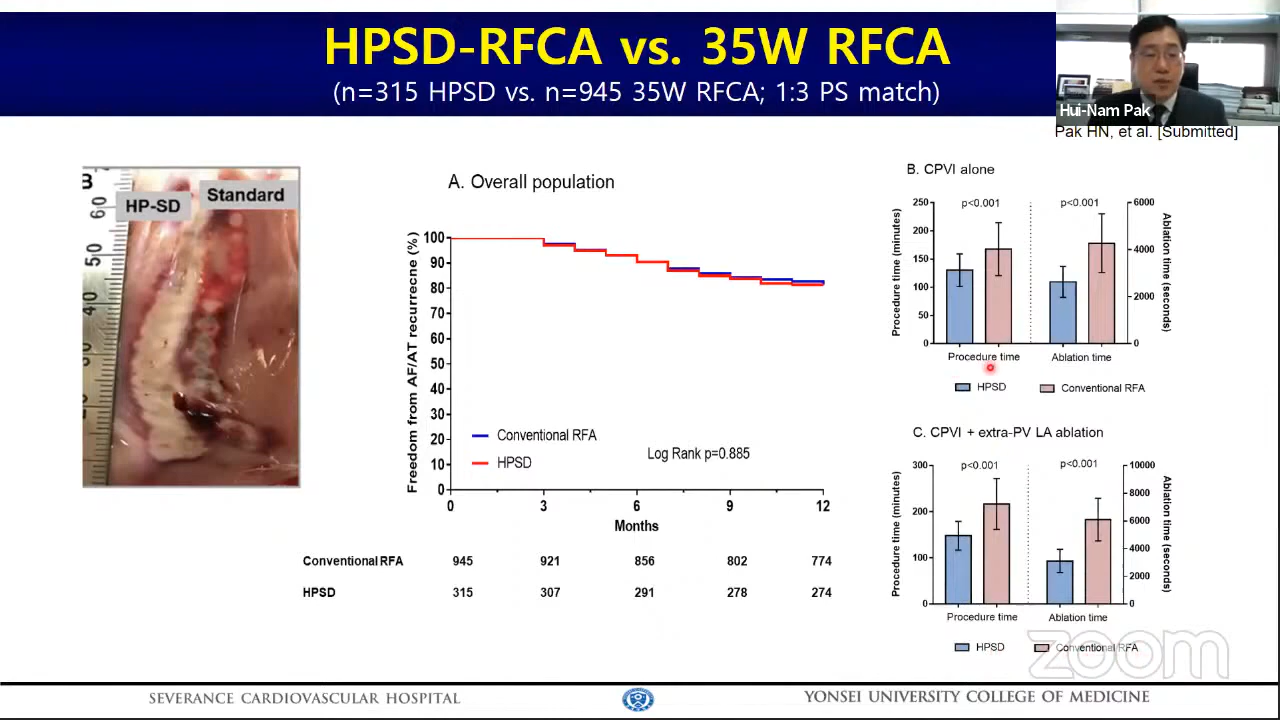 HPSD-RFCA vs. 35W RFCA
(n=315 HPSD vs. n=945 35W RFCA; 1:3 PS match)
Hui-Nam Pak
Pak HN, et al. [Submitted]
B
HP-SD
Standard
60
50
40
A. Overall population
Freedom from AF/AT recurrecne (%)
100
90
80
70
60
50
40
30
20
10
0
Conventional RFA
HPSD
Log Rank p=0.885
0 3 6 9 12
Months
Conventional RFA 945 921 856 802 774
HPSD 315 307 291 278 274
B. CPVI alone
Procedure time (minutes)
250
200
150
100
50
0
p<0.001
p<0.001
6000
4000
2000
0
Ablation time (seconds)
Procedure time
Ablation time
HPSD
Conventional RFA
C. CPVI + extra-PV LA ablation
Procedure time (minutes)
300
200
100
0
p<0.001
p<0.001
10000
8000
6000
4000
2000
0
Ablation time (seconds)
Procedure time
Ablation time
HPSD
Conventional RFA
zoom
SEVERANCE CARDIOVASCULAR HOSPITAL
YONSEI UNIVERSITY COLLEGE OF MEDICINE